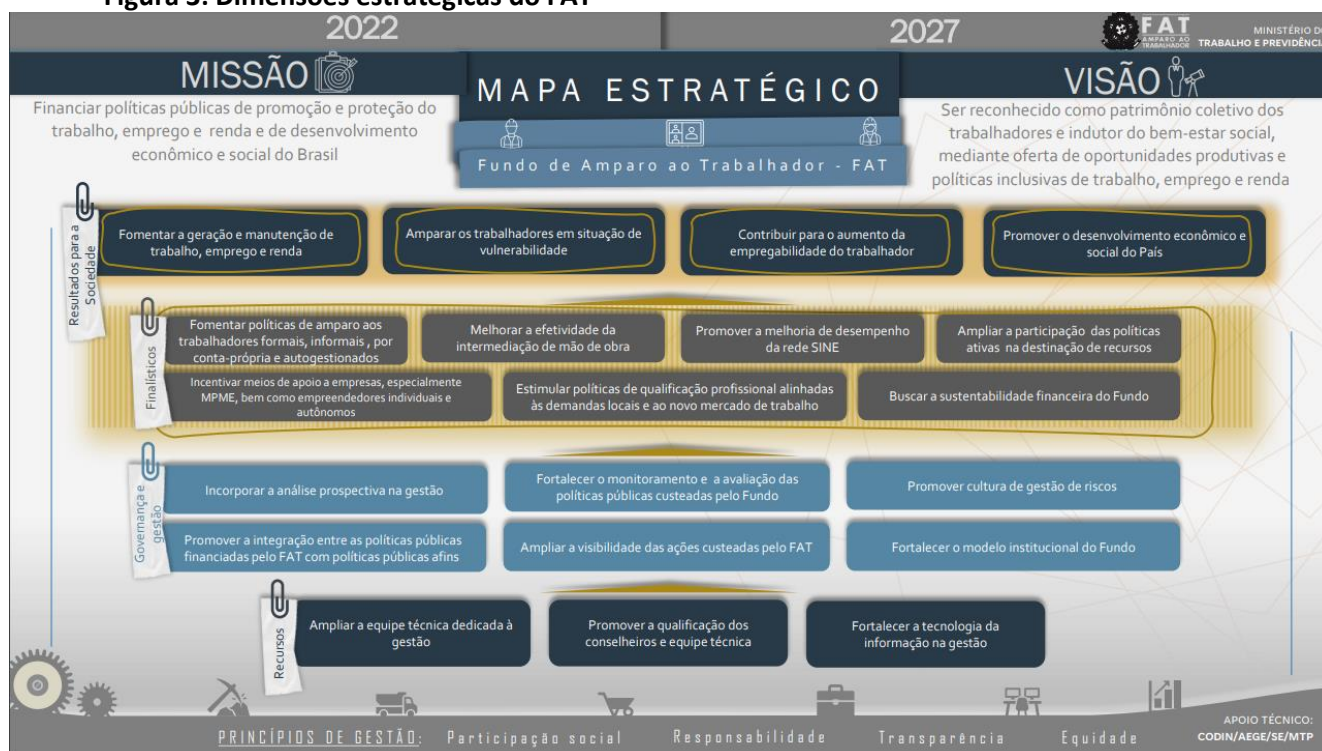 Figura 3: Dimensões estratégicas do FAT
2022
2027
FAT
AMPARO AO
TRABALHADOR
MINISTÉRIO DO
TRABALHO E PREVIDÊNCI
MISSÃO
Financiar políticas públicas de promoção e proteção do
trabalho, emprego e renda e de desenvolvimento
econômico e social do Brasil
MAPA ESTRATÉGICO
Fundo de Amparo ao Trabalhador - FAT
VISÃO
Ser reconhecido como patrimônio coletivo dos
trabalhadores e indutor do bem-estar social,
mediante oferta de oportunidades produtivas e
políticas inclusivas de trabalho, emprego e renda
Resultados para a
Sociedade
Fomentar a geração e manutenção de
trabalho, emprego e renda
Amparar os trabalhadores em situação de
vulnerabilidade
Contribuir para o aumento da
empregabilidade do trabalhador
Promover o desenvolvimento econômico e
social do País
Finalísticos
Fomentar políticas de amparo aos
trabalhadores formais, informais , por
conta-própria e autogestionados
Melhorar a efetividade da
intermediação de mão de obra
Promover a melhoria de desempenho
da rede SINE
Ampliar a participação das políticas
ativas na destinação de recursos
Incentivar meios de apoio a empresas, especialmente
MPME, bem como empreendedores individuais e
autônomos
Estimular políticas de qualificação profissional alinhadas
às demandas locais e ao novo mercado de trabalho
Buscar a sustentabilidade financeira do Fundo
Governança e
gestão
Incorporar a análise prospectiva na gestão
Fortalecer o monitoramento e a avaliação das
políticas públicas custeadas pelo Fundo
Promover cultura de gestão de riscos
Promover a integração entre as políticas públicas
financiadas pelo FAT com políticas públicas afins
Ampliar a visibilidade das ações custeadas pelo FAT
Fortalecer o modelo institucional do Fundo
Recursos
Ampliar a equipe técnica dedicada à
gestão
Promover a qualificação dos
conselheiros e equipe técnica
Fortalecer a tecnologia da
informação na gestão
PRINCÍPIOS DE GESTÃO: Participação social Responsabilidade Transparência Equidade
APOIO TÉCNICO:
CODIN/AEGE/SE/MTP